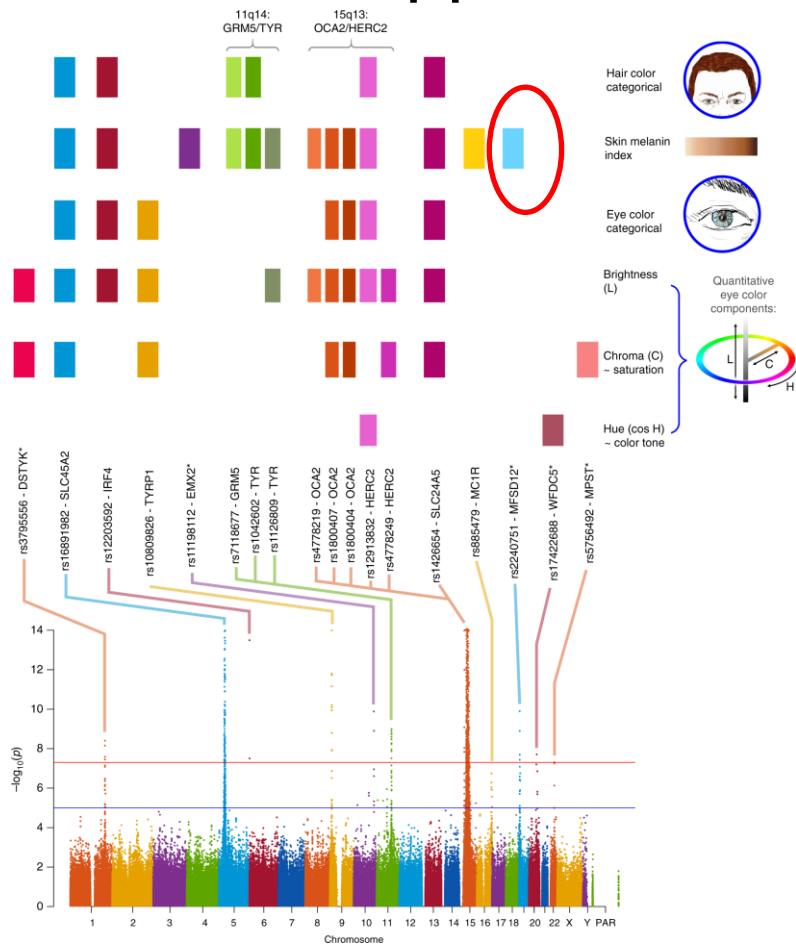 11q14:
GRM5/TYR
15q13:
OCA2/HERC2
Hair color
categorical
Skin melanin
index
Eye color
categorical
Brightness
(L)
Quantitative
eye color
components:
L
C
H
Chroma (C)
~ saturation
Hue (cos H)
~ color tone
rs3795556 - DSTYK*
rs16891982 - SLC45A2
rs12203592 - IRF4
rs10809826 - TYRP1
rs11198112 - EMX2*
rs7118677 - GRM5
rs1042602 - TYR
rs1126809 - TYR
rs4778219 - OCA2
rs1800407 - OCA2
rs1800404 - OCA2
rs12913832 - HERC2
rs4778249 - HERC2
rs1426654 - SLC24A5
rs885479 - MC1R
rs2240751 - MFSD12*
rs17422688 - WFDC5*
rs5756492 - MPST*
14
12
10
8
6
4
2
0
−log10(p)
1 2 3 4 5 6 7 8 9 10 11 12 13 14 15 16 17 18 20 22 X Y PAR
Chromosome